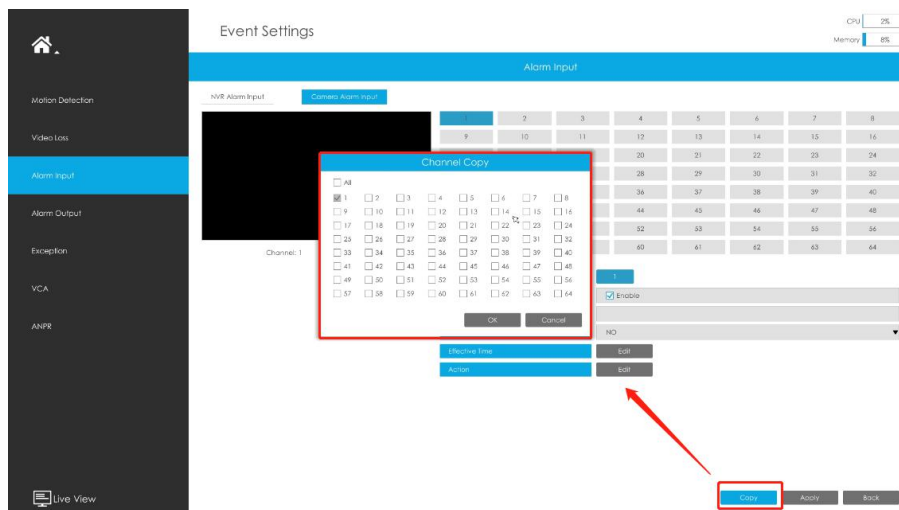 Event Settings
CPU 2%
Memory 8%
Alarm Input
Motion Detection
Video Loss
Alarm Input
Alarm Output
Exception
VCA
ANPR
Live View
NVR Alarm Input Camera Alarm Input
1 2 3 4 5 6 7 8
9 10 11 12 13 14 15 16
20 21 22 23 24
28 29 30 31 32
36 37 38 39 40
44 45 46 47 48
52 53 54 55 56
60 61 62 63 64
Channel: 1
Channel Copy
All
1 2 3 4 5 6 7 8
9 10 11 12 13 14 15 16
17 18 19 20 21 22 23 24
25 26 27 28 29 30 31 32
33 34 35 36 37 38 39 40
41 42 43 44 45 46 47 48
49 50 51 52 53 54 55 56
57 58 59 60 61 62 63 64
OK Cancel
1
Enable
NO
Effective Time Edit
Action Edit
Copy Apply Back